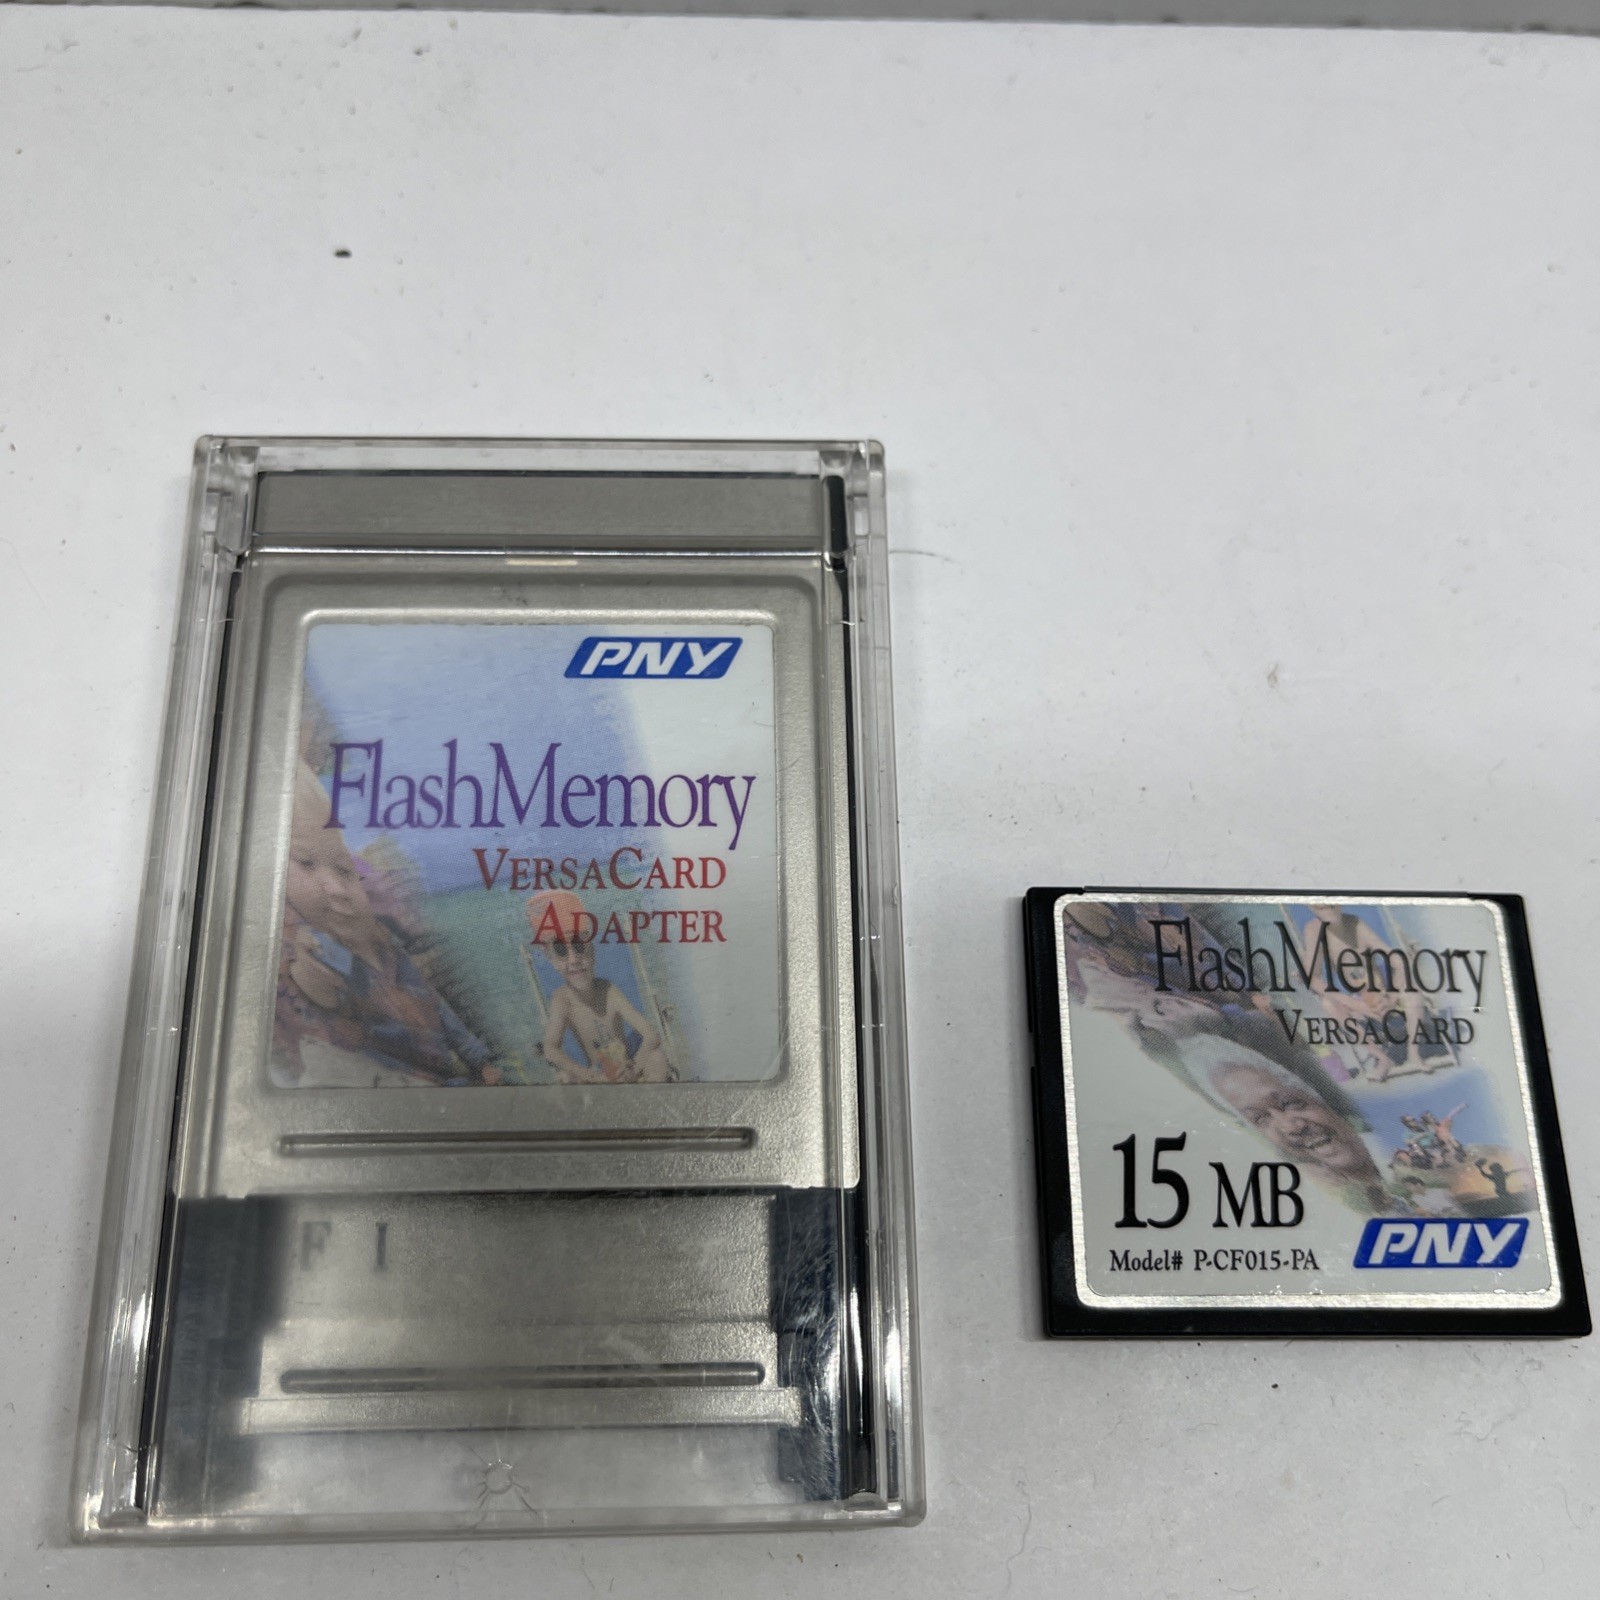 PNY
FlashMemory
VERSACARD
ADAPTER
F I
FlashMemory
VERSACARD
15 MB
Model# P-CF015-PA
PNY